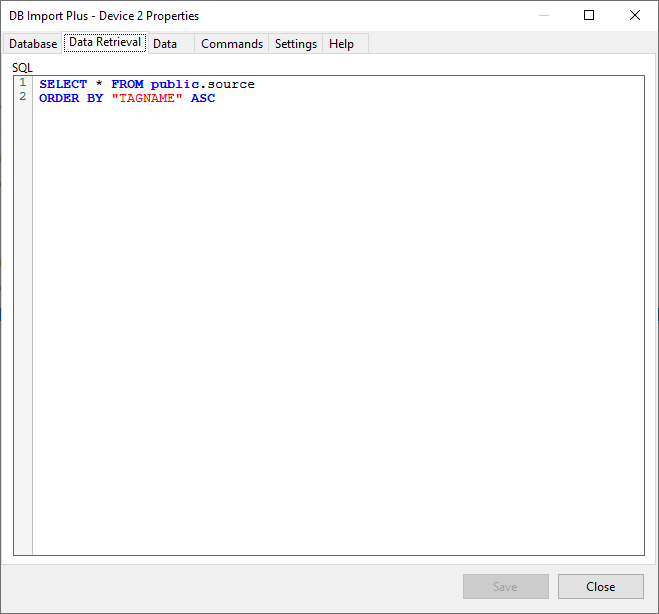 DB Import Plus - Device 2 Properties
Database Data Retrieval Data Commands Settings Help
SQL
1 SELECT * FROM public.source
2 ORDER BY "TAGNAME" ASC
Save Close